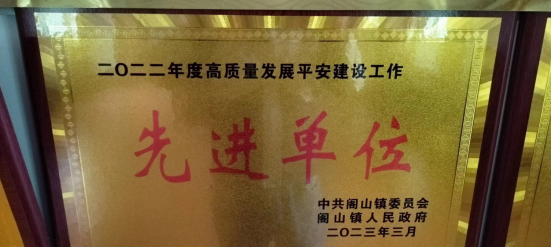 二〇二二年度高质量发展平安建设工作
先进单位
中共阁山镇委员会
阁山镇人民政府
二〇二三年三月